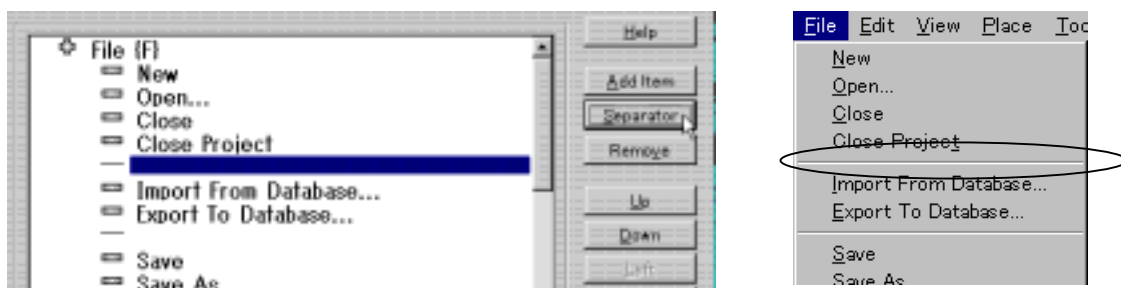 File (F)
New
Open...
Close
Close Project
Import From Database...
Export To Database...
Save
Save As
Help
Add Item
Separator
Remove
Up
Down
Left
File Edit View Place Too
New
Open...
Close
Close Project
Import From Database...
Export To Database...
Save
Save As